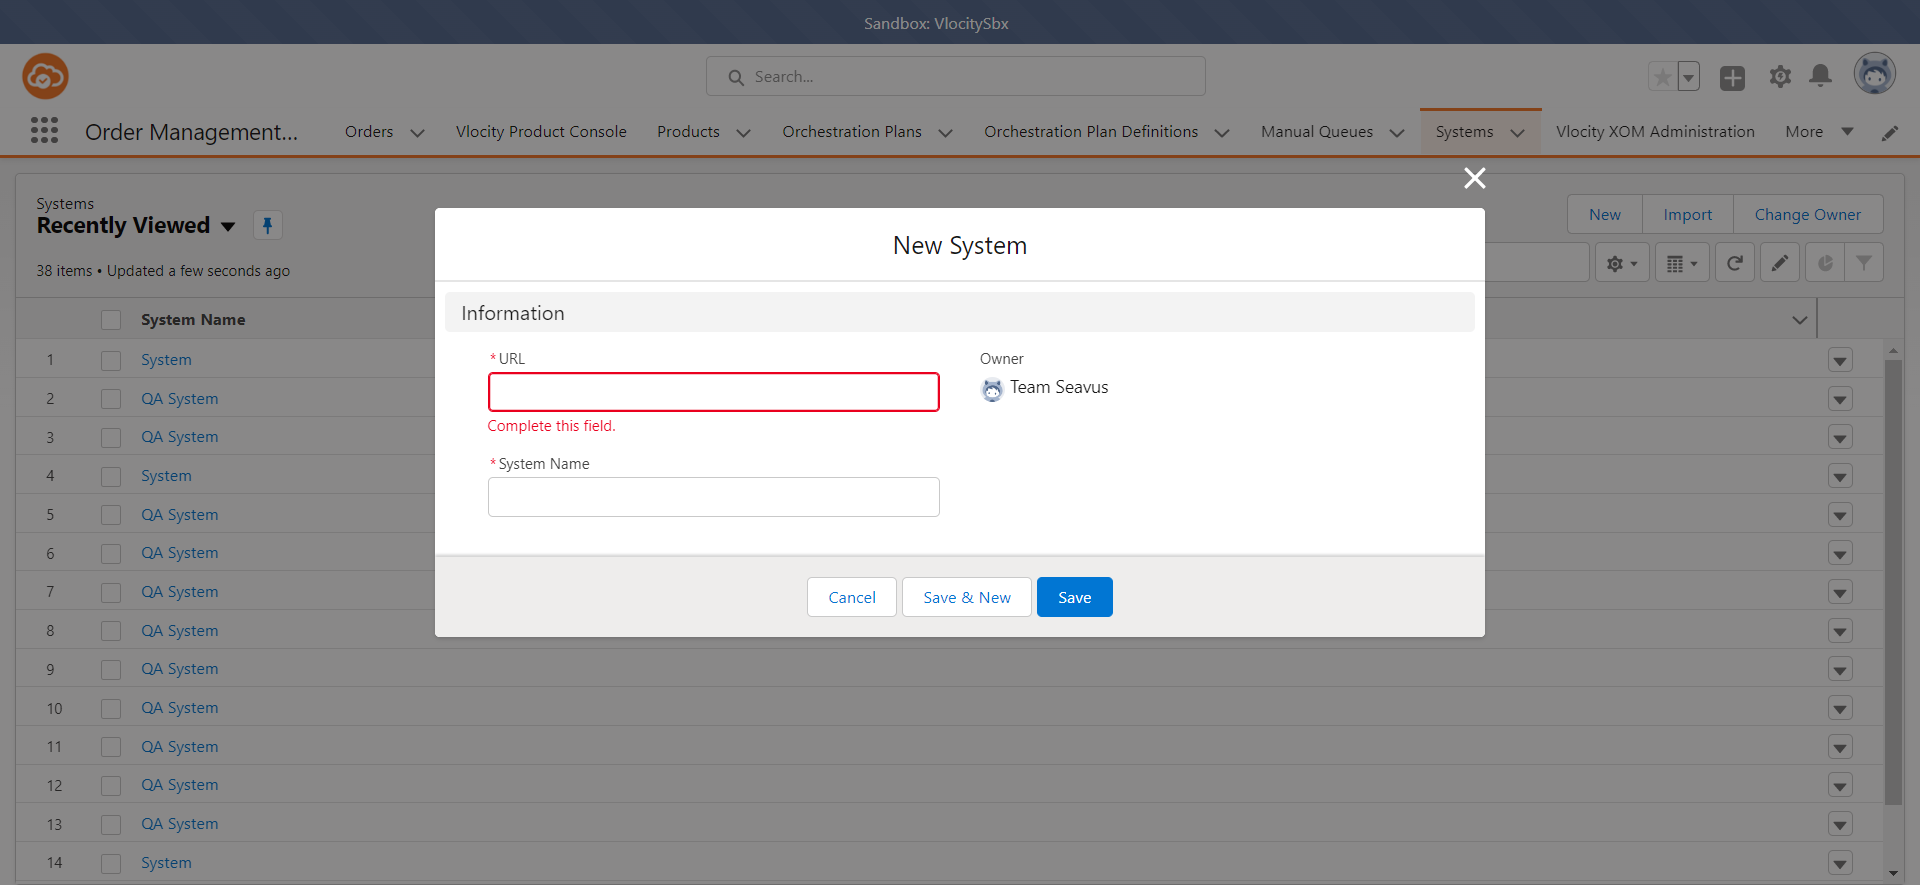 Sandbox: VlocitySbx
Search...
Order Management... Orders Vlocity Product Console Products Orchestration Plans Orchestration Plan Definitions Manual Queues Systems Vlocity XOM Administration More
Systems
Recently Viewed
New Import Change Owner
38 items • Updated a few seconds ago
New System
Information
System Name
* URL
Complete this field.
* System Name
Owner
Team Seavus
Cancel Save & New Save
1 System
2 QA System
3 QA System
4 System
5 QA System
6 QA System
7 QA System
8 QA System
9 QA System
10 QA System
11 QA System
12 QA System
13 QA System
14 System